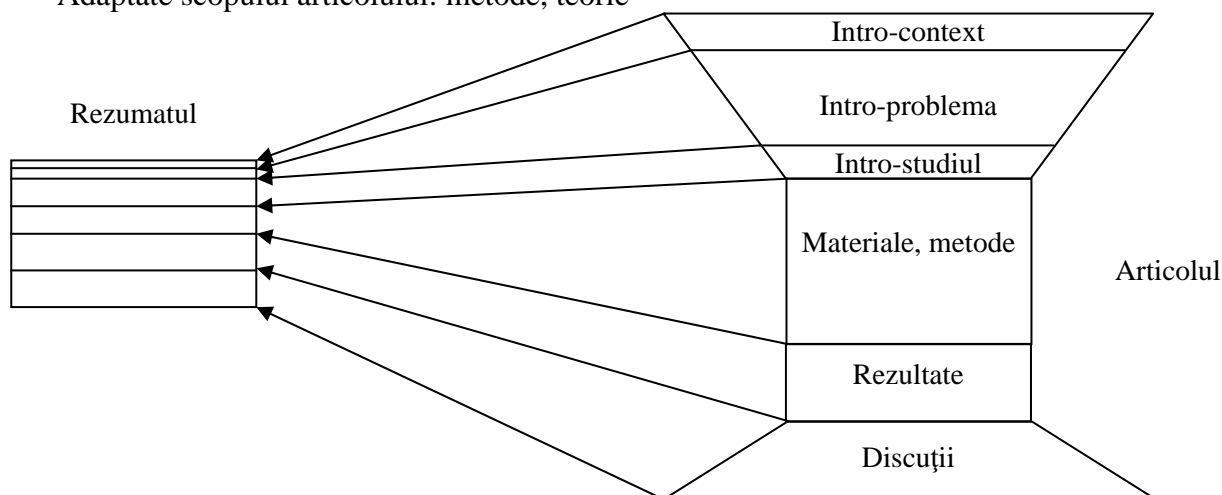 Adaptate scopului articolului: metode, teorie
Intro-context
Intro-problema
Rezumatul
Intro-studiul
Materiale, metode
Articolul
Rezultate
Discuţii